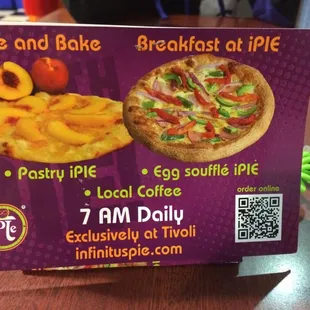 e and Bake
Breakfast at iPIE
• Pastry iPIE
• Egg soufflé iPIE
• Local Coffee
order online
7 AM Daily
Exclusively at Tivoli
infinituspie.com